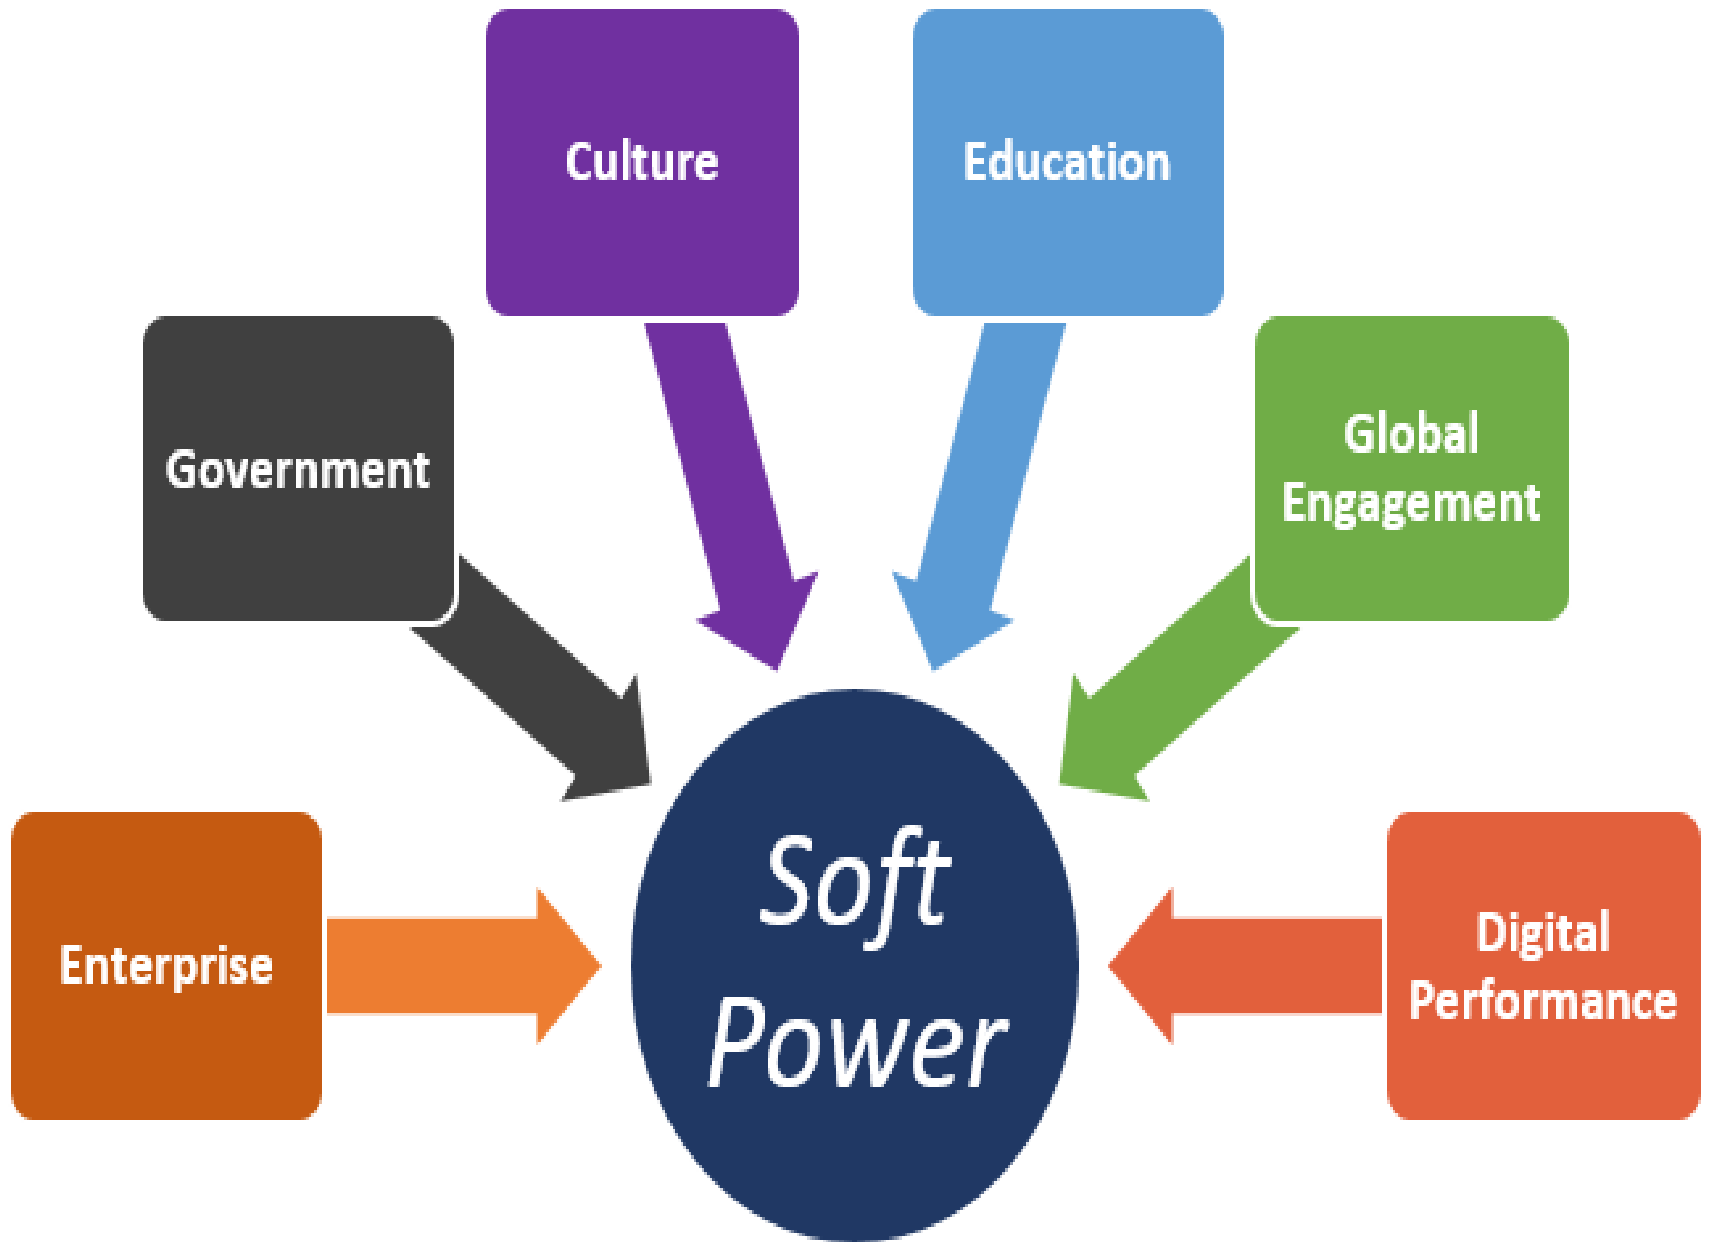 Culture
Education
Government
Global
Engagement
Enterprise
Soft
Power
Digital
Performance